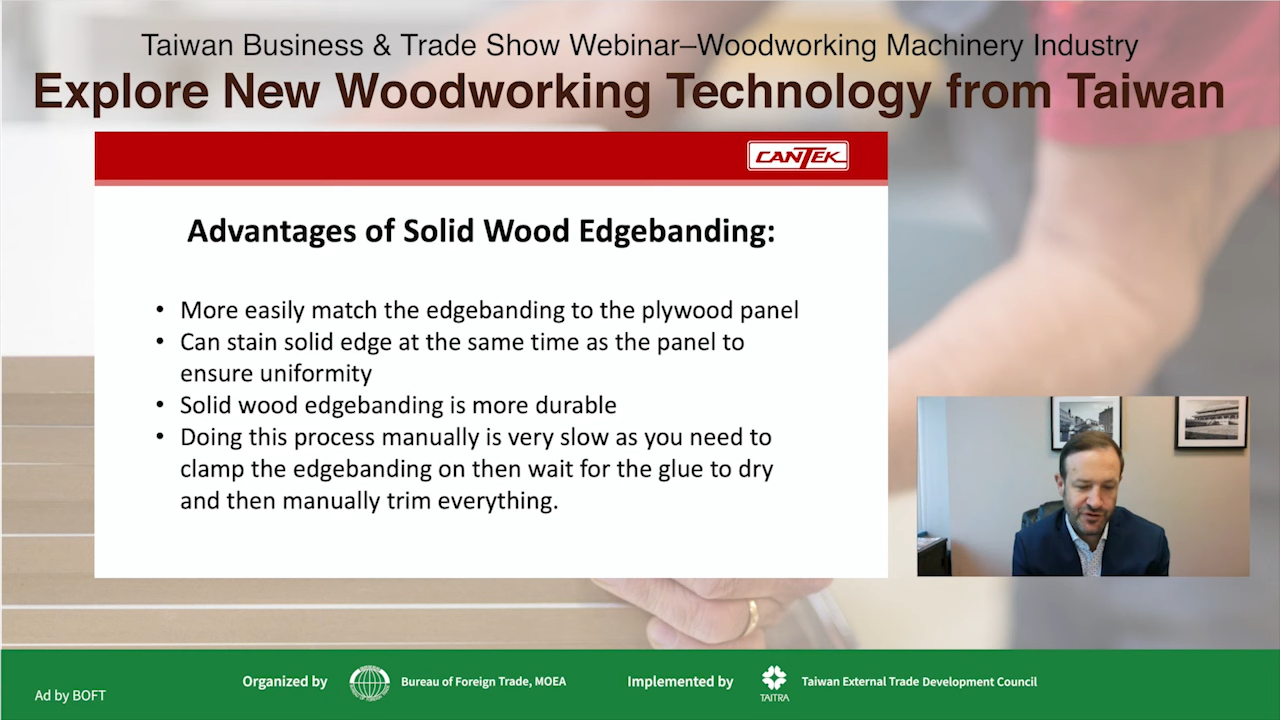 Taiwan Business & Trade Show Webinar–Woodworking Machinery Industry
Explore New Woodworking Technology from Taiwan
CANTEK
Advantages of Solid Wood Edgebanding:
• More easily match the edgebanding to the plywood panel
• Can stain solid edge at the same time as the panel to
ensure uniformity
• Solid wood edgebanding is more durable
• Doing this process manually is very slow as you need to
clamp the edgebanding on then wait for the glue to dry
and then manually trim everything.
Ad by BOFT
Organized by
Bureau of Foreign Trade, MOEA
Implemented by
TAITRA
Taiwan External Trade Development Council